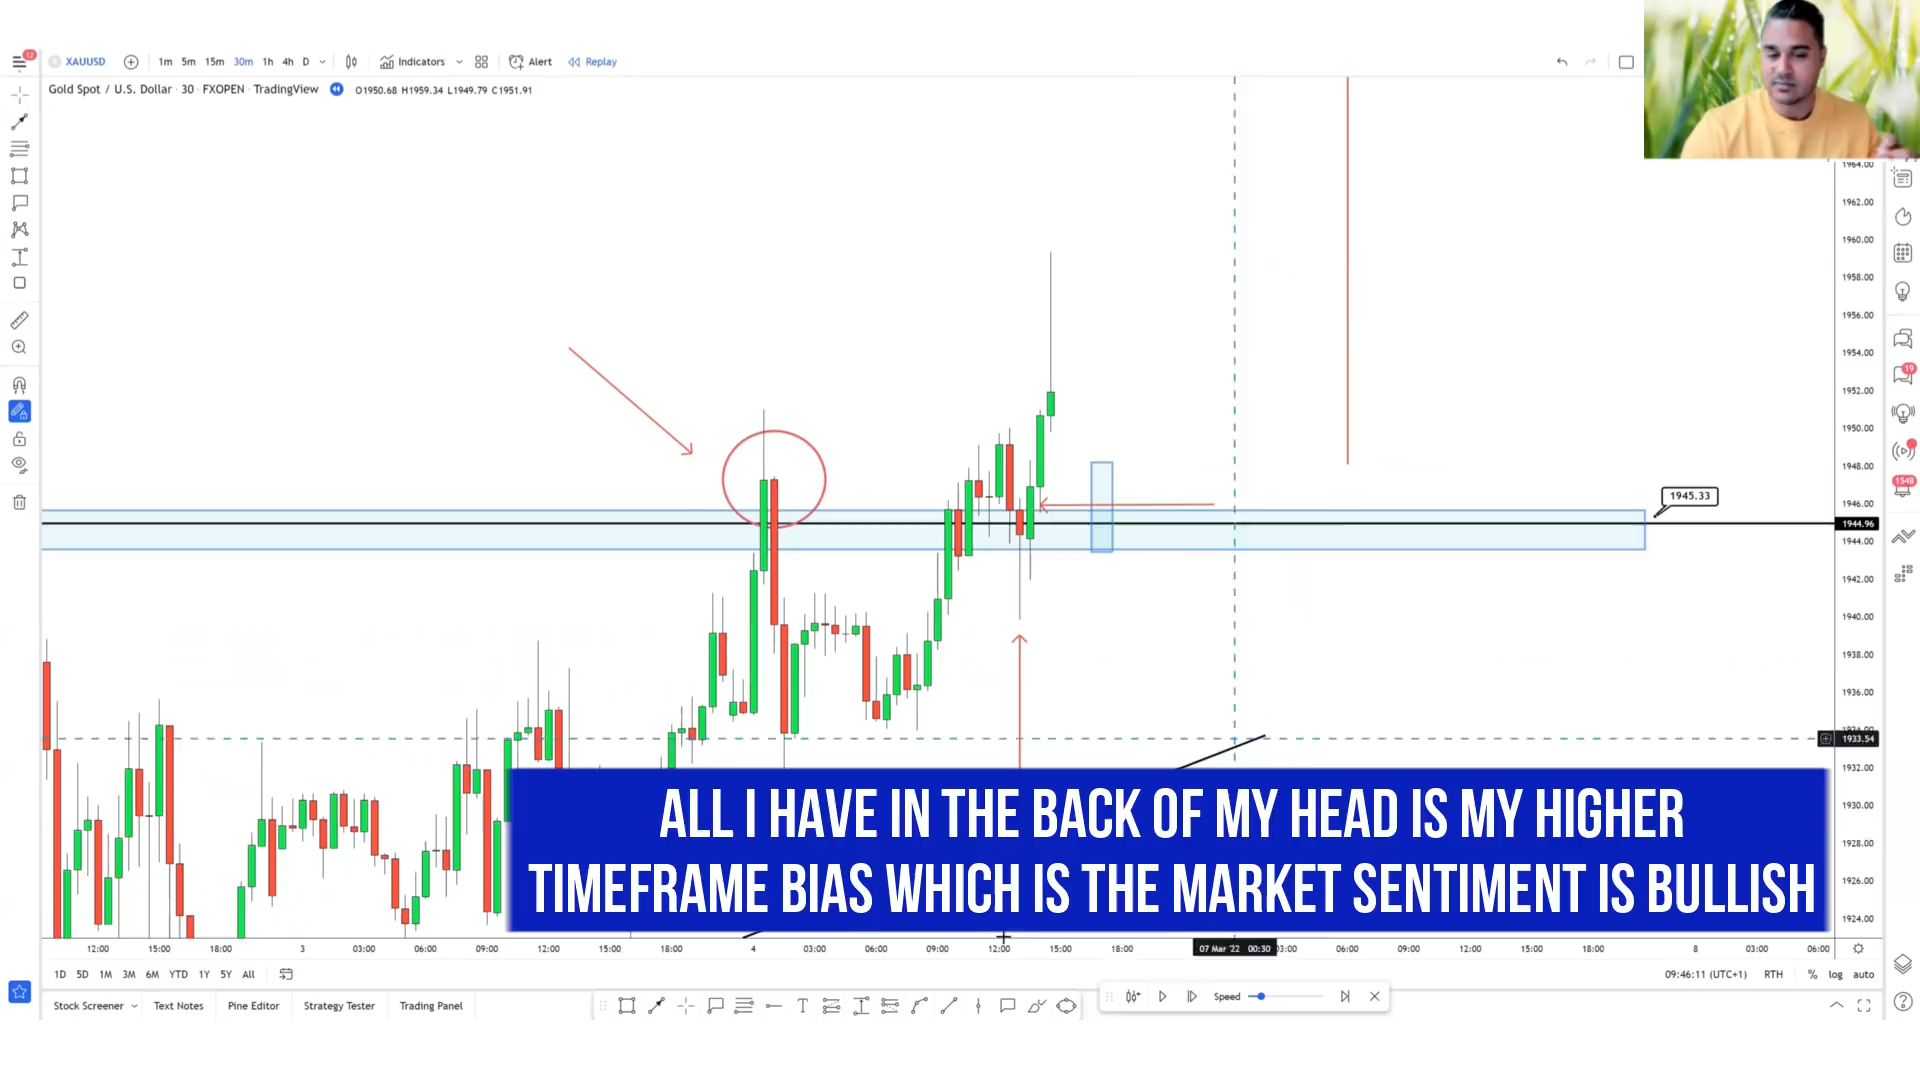 12
XAUUSD
1m 5m 15m 30m 1h 4h D
Indicators
Alert
Replay
Gold Spot / U.S. Dollar · 30 · FXOPEN · TradingView
O1950.68 H1959.34 L1949.79 C1951.91
1964.00
1962.00
1960.00
1958.00
1956.00
1954.00
1952.00
1950.00
1948.00
1946.00
1945.33
1944.96
1944.00
1942.00
1940.00
1938.00
1936.00
1933.54
1932.00
1930.00
1928.00
1926.00
1924.00
19
1548
ALL I HAVE IN THE BACK OF MY HEAD IS MY HIGHER
TIMEFRAME BIAS WHICH IS THE MARKET SENTIMENT IS BULLISH
12:00 15:00 18:00 3 03:00 06:00 09:00 12:00 15:00 18:00 4 03:00 06:00 09:00 12:00 15:00 18:00 07 Mar '22 00:30 03:00 06:00 09:00 12:00 15:00 18:00 8 03:00 06:00
1D 5D 1M 3M 6M YTD 1Y 5Y All
09:46:11 (UTC+1) RTH % log auto
Stock Screener Text Notes Pine Editor Strategy Tester Trading Panel
T
Speed